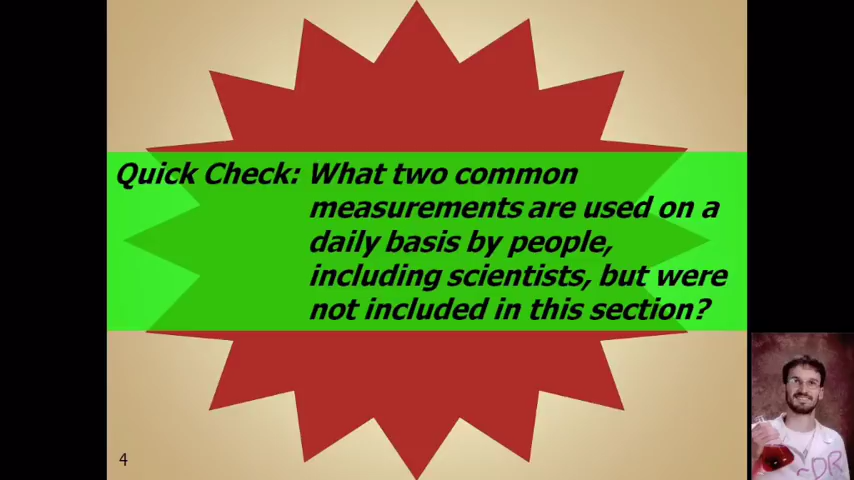 Quick Check: What two common
measurements are used on a
daily basis by people,
including scientists, but were
not included in this section?
4
~DR